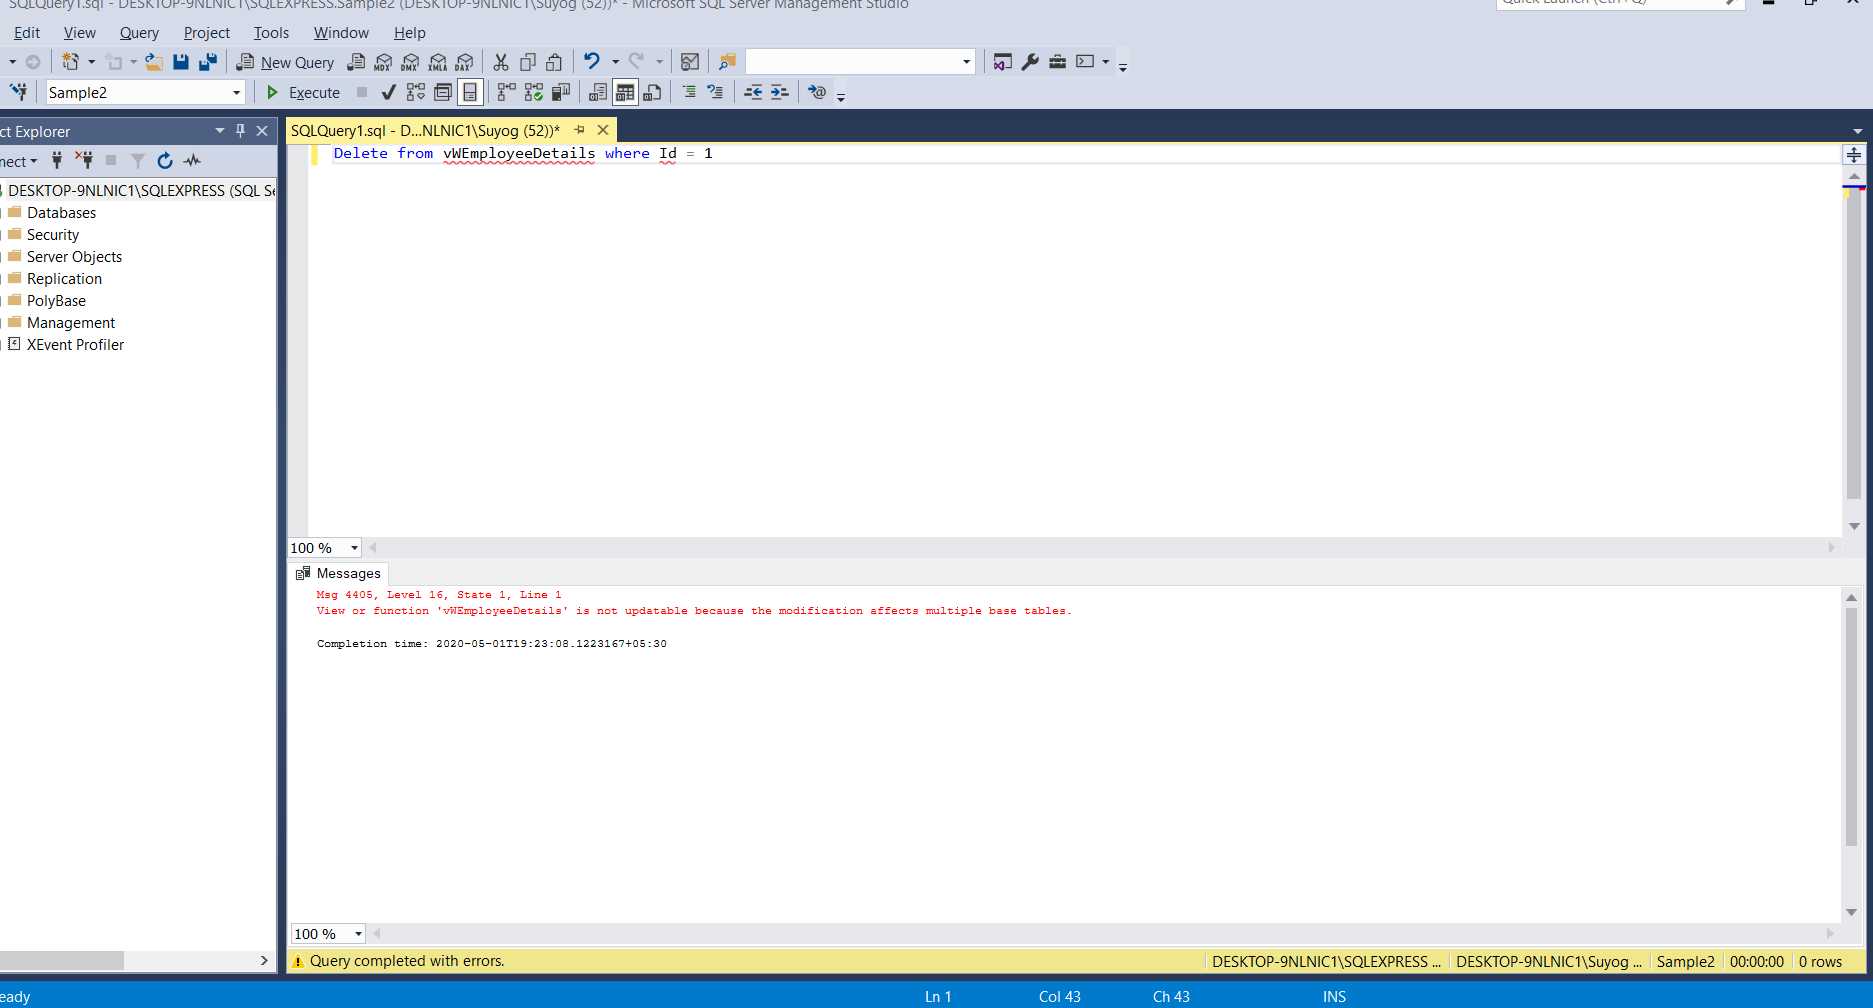 SQLQuery1.sql - DESKTOP-9NLNIC1\SQLEXPRESS.Sample2 (DESKTOP-9NLNIC1\Suyog (52))* - Microsoft SQL Server Management Studio
Quick Launch (Ctrl+Q)
Edit View Query Project Tools Window Help
New Query MDX DMX XMLA DAX
Sample2 Execute
ct Explorer
SQLQuery1.sql - D...NLNIC1\Suyog (52))*
Delete from vWEmployeeDetails where Id = 1
nect
DESKTOP-9NLNIC1\SQLEXPRESS (SQL Se
Databases
Security
Server Objects
Replication
PolyBase
Management
XEvent Profiler
100 %
Messages
Msg 4405, Level 16, State 1, Line 1
View or function 'vWEmployeeDetails' is not updatable because the modification affects multiple base tables.
Completion time: 2020-05-01T19:23:08.1223167+05:30
100 %
Query completed with errors. DESKTOP-9NLNIC1\SQLEXPRESS ... DESKTOP-9NLNIC1\Suyog ... Sample2 00:00:00 0 rows
eady Ln 1 Col 43 Ch 43 INS